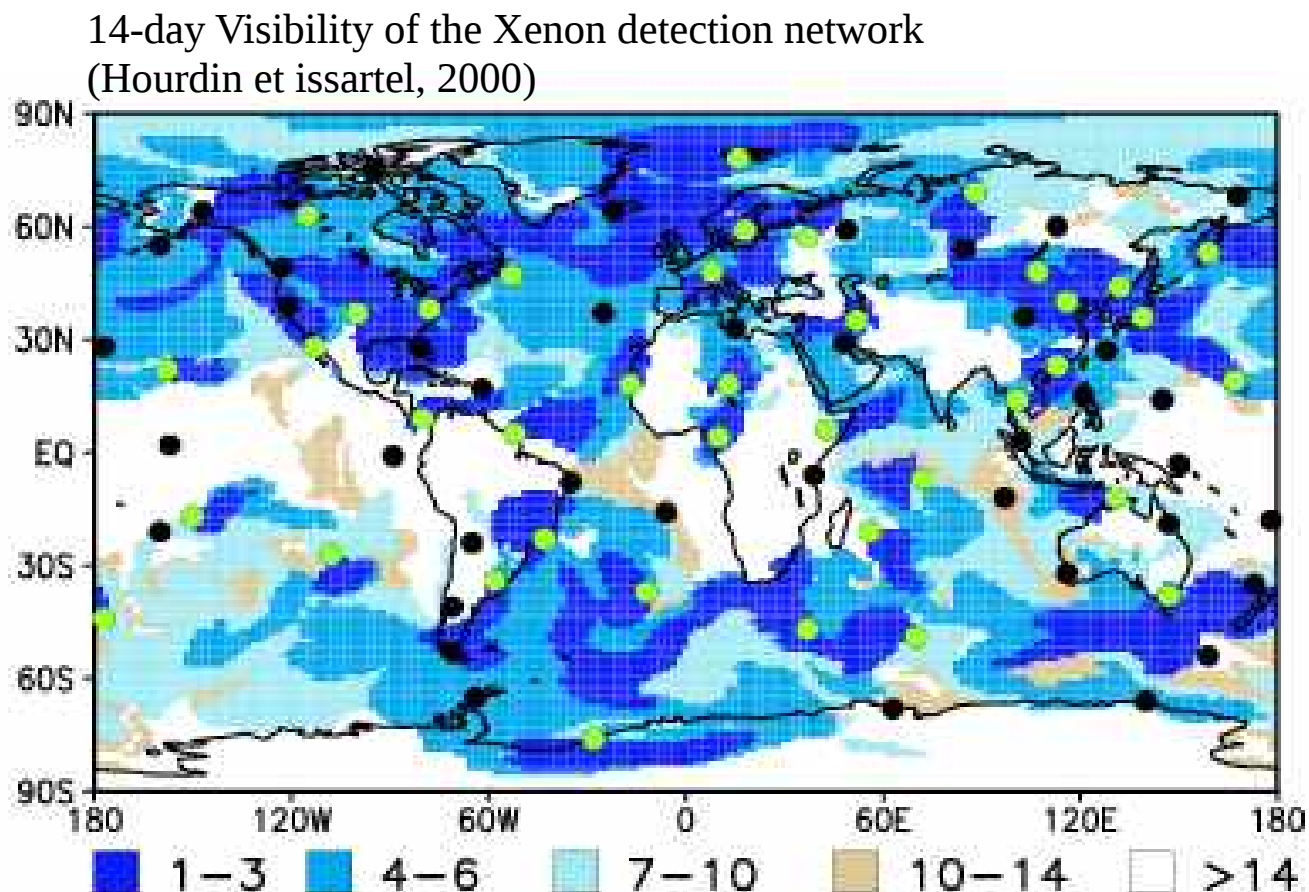 14-day Visibility of the Xenon detection network
(Hourdin et issartel, 2000)
90N
60N
30N
EQ
30S
60S
90S
180 120W 60W 0 60E 120E 180
1-3 4-6 7-10 10-14 >14